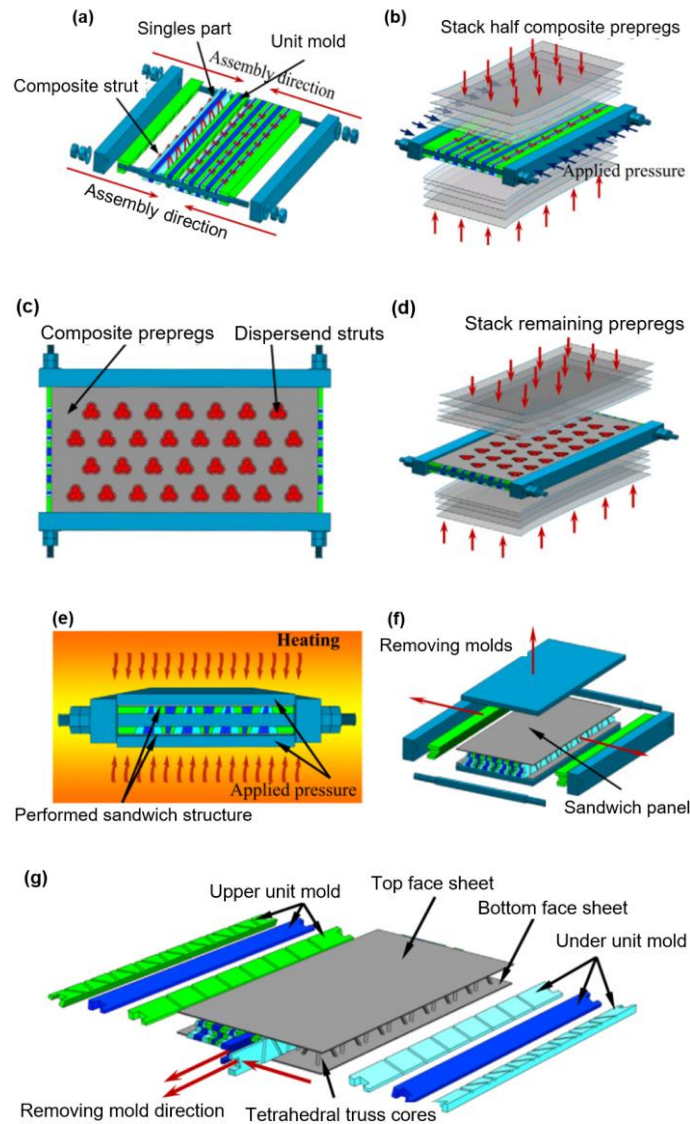 (a)
Singles part
Unit mold
Assembly direction
Composite strut
Assembly direction
(b)
Stack half composite prepregs
Applied pressure
(c)
Composite prepregs
Dispersend struts
(d)
Stack remaining prepregs
(e)
Heating
Applied pressure
Performed sandwich structure
(f)
Removing molds
Sandwich panel
(g)
Upper unit mold
Top face sheet
Bottom face sheet
Under unit mold
Removing mold direction
Tetrahedral truss cores